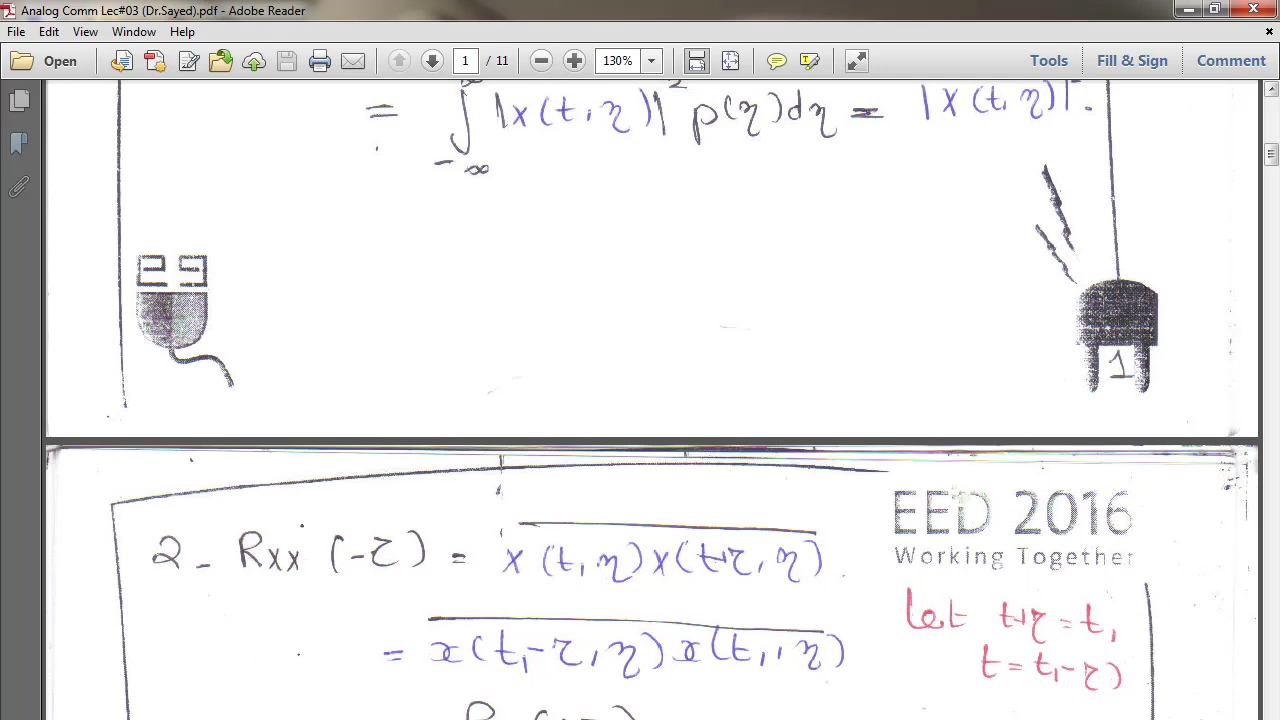 Analog Comm Lec#03 (Dr.Sayed).pdf - Adobe Reader
File Edit View Window Help
Open 1 / 11 130% Tools Fill & Sign Comment
= ∫ |x(t,η)|² p(η)dη = |x(t,η)|².
-∞
1
EED 2016
Working Together
2 - Rxx (-τ) = x(t,η)x(t+τ,η)
let t+τ = t₁
= x(t₁-τ,η)x(t₁,η)
t = t₁-τ